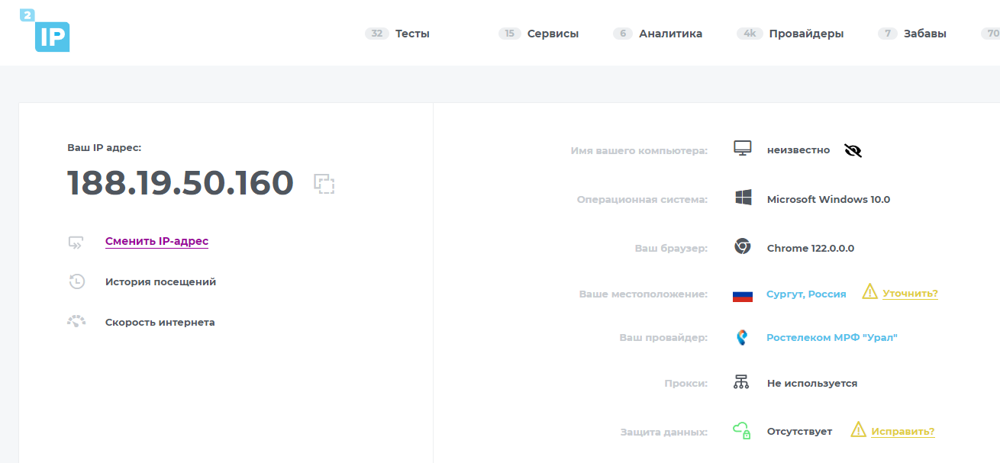 2
IP
32 Тесты
15 Сервисы
6 Аналитика
4k Провайдеры
7 Забавы
70
Ваш IP адрес:
188.19.50.160
Сменить IP-адрес
История посещений
Скорость интернета
Имя вашего компьютера: неизвестно
Операционная система: Microsoft Windows 10.0
Ваш браузер: Chrome 122.0.0.0
Ваше местоположение: Сургут, Россия Уточнить?
Ваш провайдер: Ростелеком МРФ "Урал"
Прокси: Не используется
Защита данных: Отсутствует Исправить?